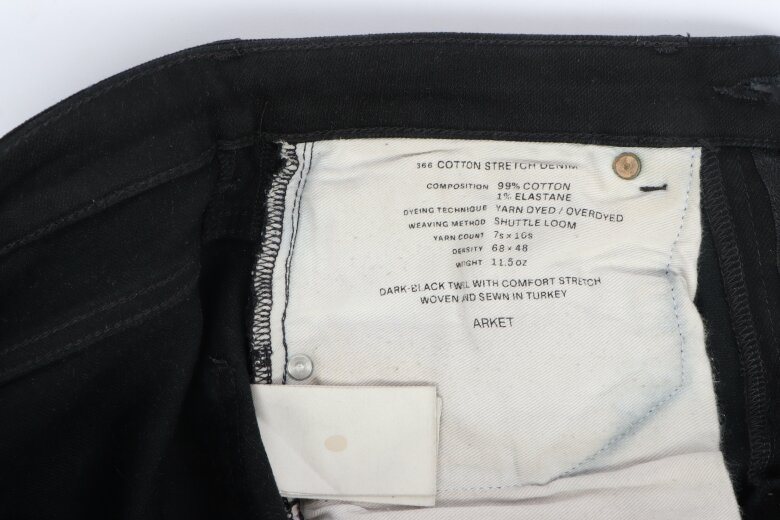 366 COTTON STRETCH DENIM
COMPOSITION 99% COTTON
1% ELASTANE
DYEING TECHNIQUE YARN DYED / OVERDYED
WEAVING METHOD SHUTTLE LOOM
YARN COUNT 7s x 10s
DENSITY 68 x 48
WEIGHT 11.5 oz
DARK-BLACK TWILL WITH COMFORT STRETCH
WOVEN AND SEWN IN TURKEY
ARKET